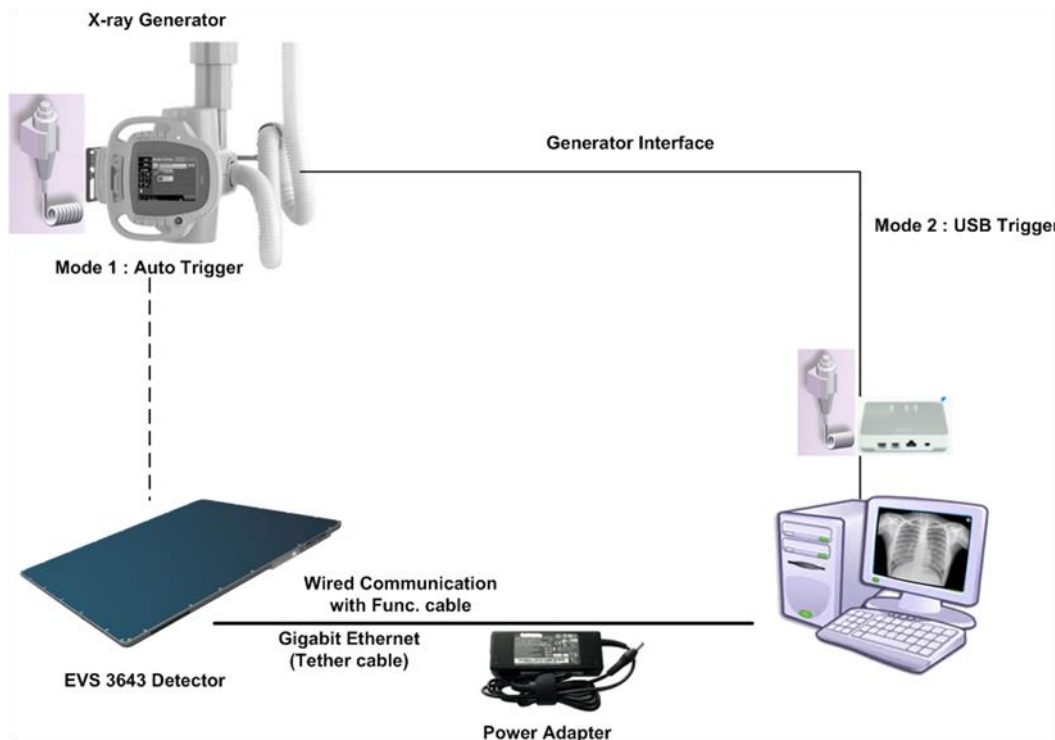 X-ray Generator
Generator Interface
Mode 2 : USB Trigger
Mode 1 : Auto Trigger
Wired Communication
with Func. cable
Gigabit Ethernet
(Tether cable)
EVS 3643 Detector
Power Adapter